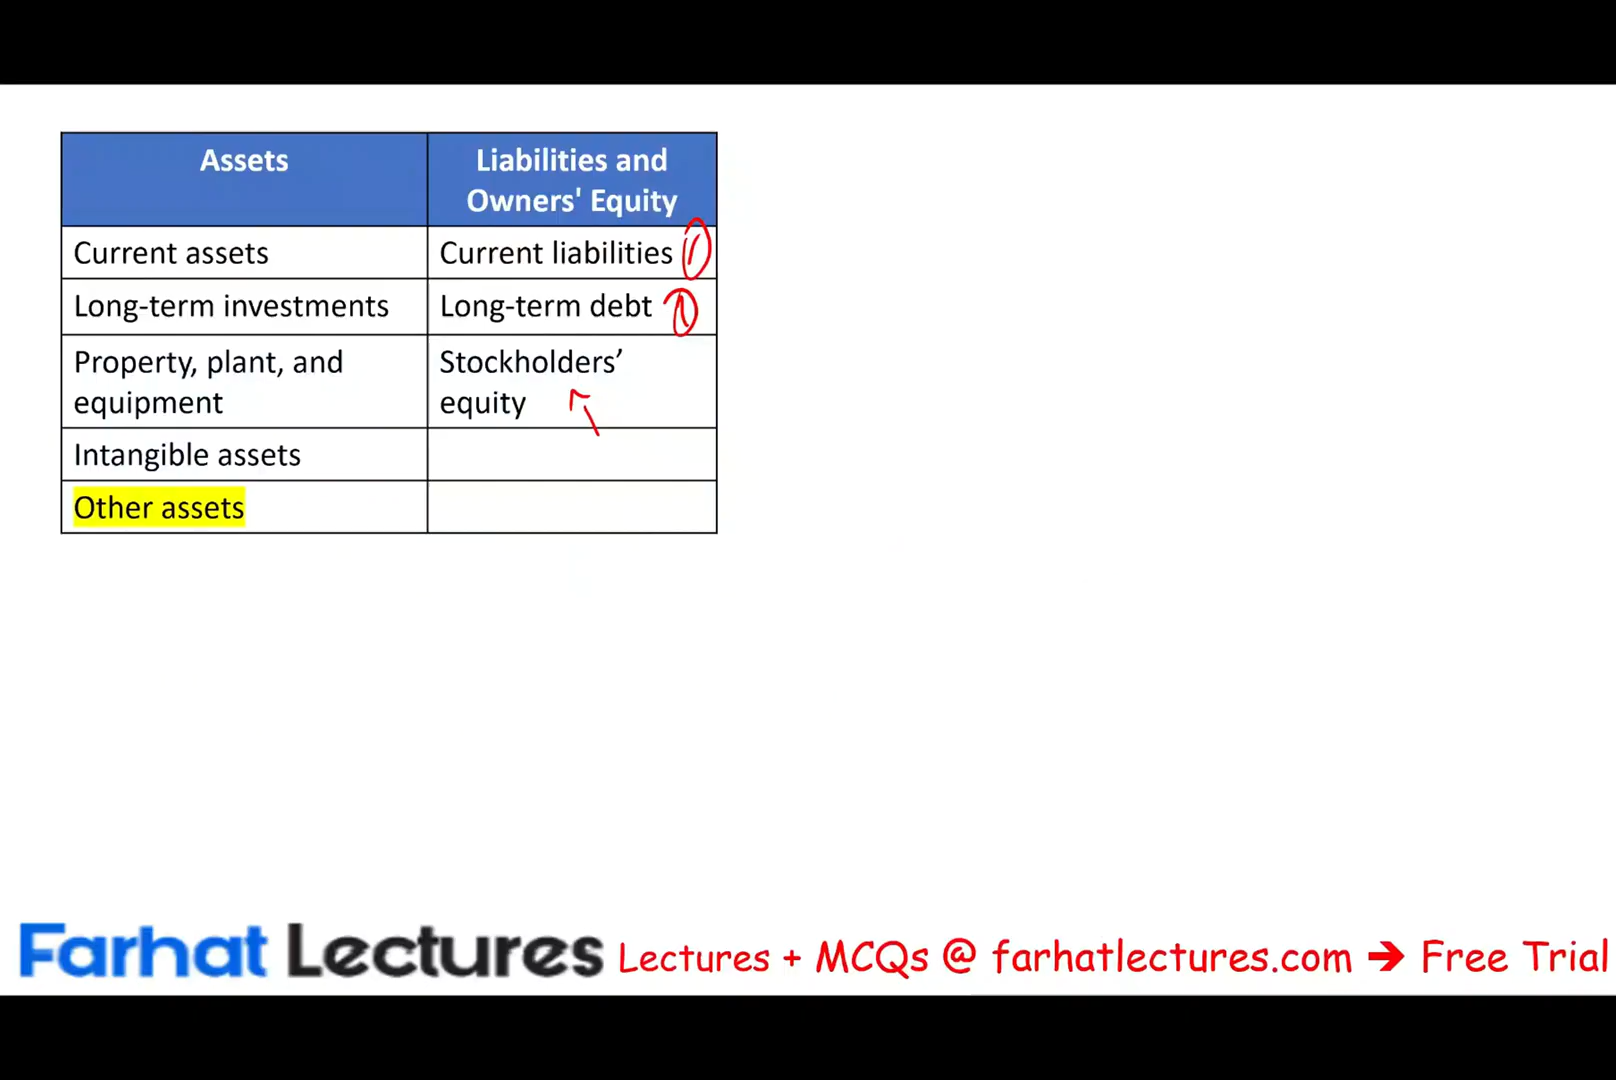 Assets
Liabilities and
Owners' Equity
Current assets
Current liabilities
Long-term investments
Long-term debt
Property, plant, and
equipment
Stockholders’
equity
Intangible assets
Other assets
Farhat Lectures Lectures + MCQs @ farhatlectures.com ➔ Free Trial